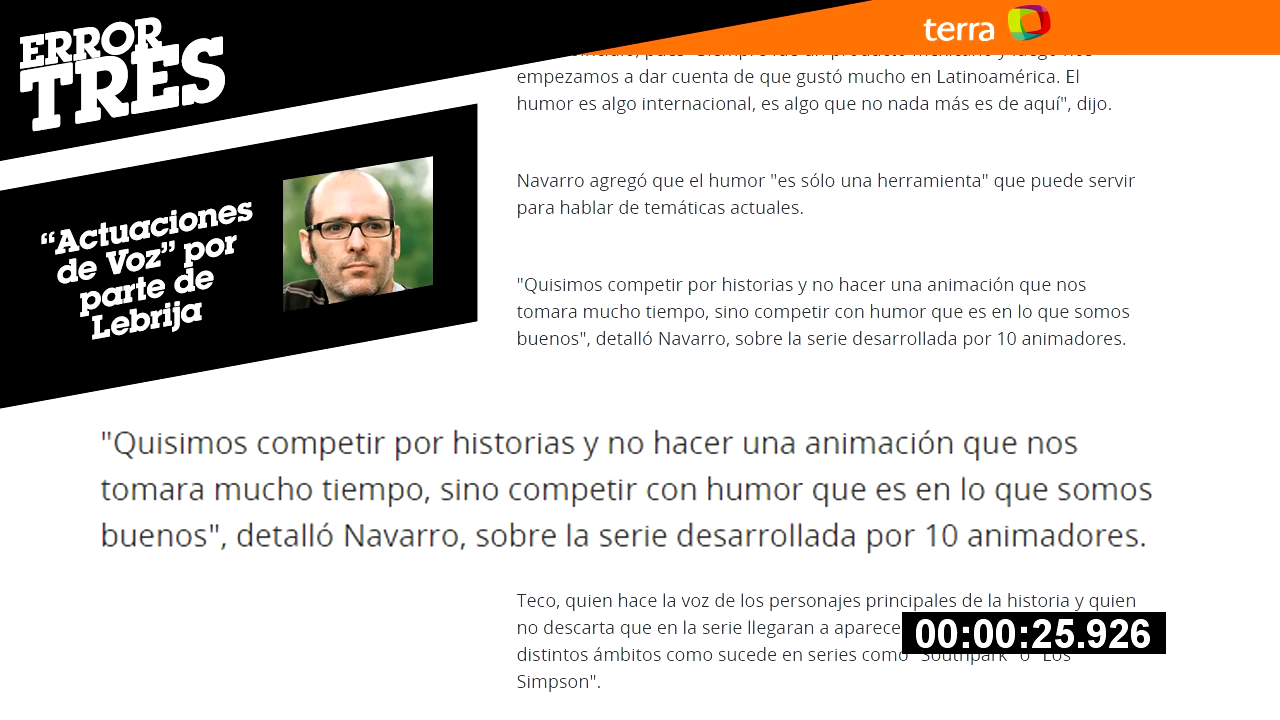 ERROR
TRES
terra
empezamos a dar cuenta de que gustó mucho en Latinoamérica. El
humor es algo internacional, es algo que no nada más es de aquí", dijo.
“Actuaciones
de Voz” por
parte de
Lebrija
Navarro agregó que el humor "es sólo una herramienta" que puede servir
para hablar de temáticas actuales.
"Quisimos competir por historias y no hacer una animación que nos
tomara mucho tiempo, sino competir con humor que es en lo que somos
buenos", detalló Navarro, sobre la serie desarrollada por 10 animadores.
"Quisimos competir por historias y no hacer una animación que nos
tomara mucho tiempo, sino competir con humor que es en lo que somos
buenos", detalló Navarro, sobre la serie desarrollada por 10 animadores.
Teco, quien hace la voz de los personajes principales de la historia y quien
no descarta que en la serie llegaran a aparece
00:00:25.926
distintos ámbitos como sucede en series como "Southpark" o "Los
Simpson".